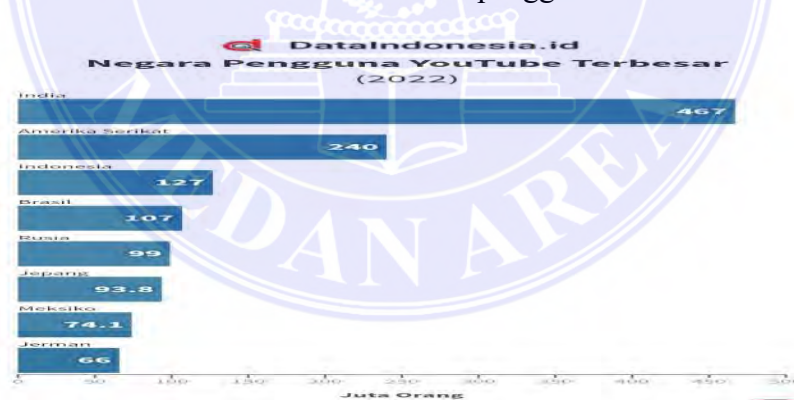 DataIndonesia.id
Negara Pengguna YouTube Terbesar
(2022)
India
467
Amerika Serikat
240
Indonesia
127
Brasil
107
Rusia
99
Jepang
93.8
Meksiko
74.1
Jerman
66
0 50 100 150 200 250 300 350 400 450 500
Juta Orang
MEDAN AREA